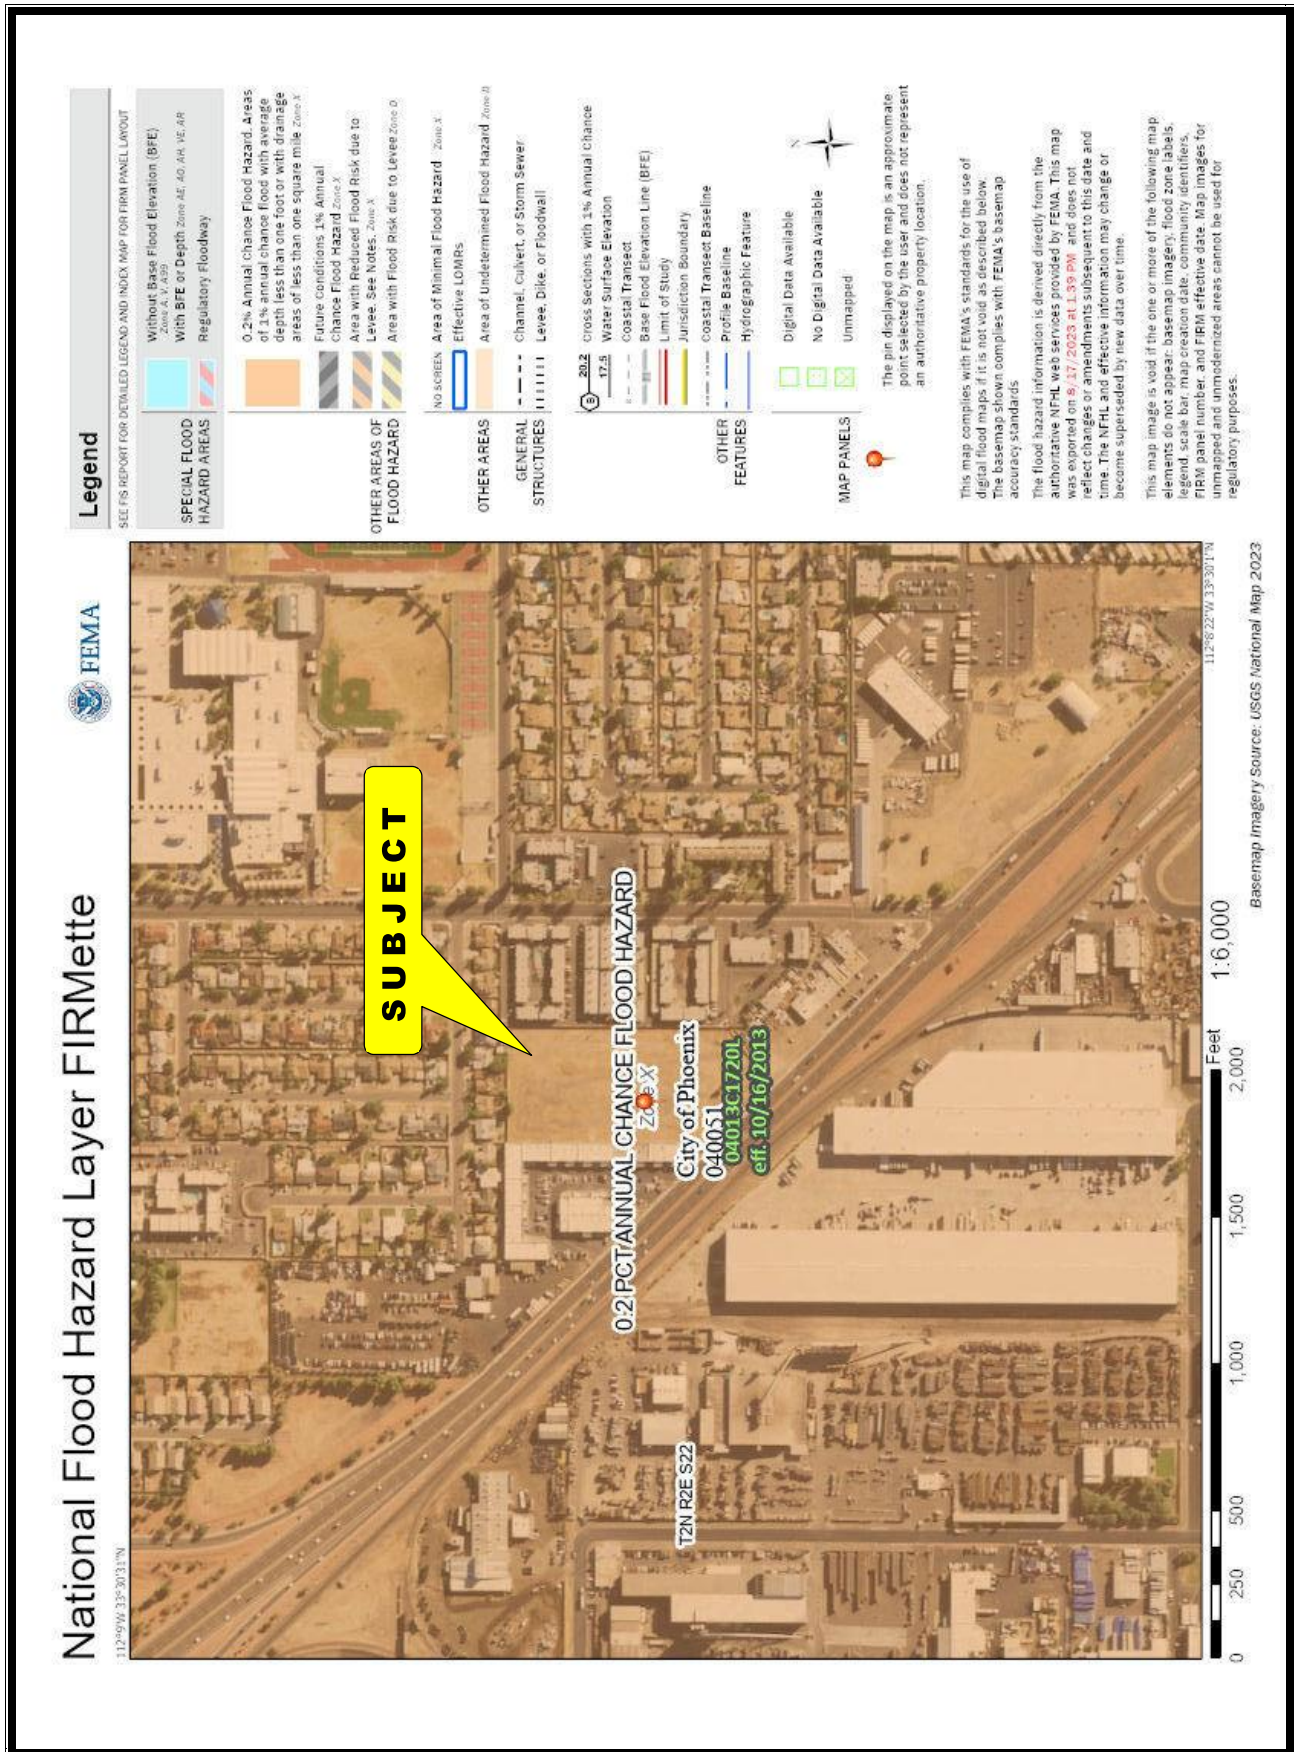 National Flood Hazard Layer FIRMette
FEMA
112°9'W 33°30'31"N
SUBJECT
0.2 PCT ANNUAL CHANCE FLOOD HAZARD
Zone X
City of Phoenix
040051
04013C1720L
eff. 10/16/2013
T2N R2E S22
112°8'22"W 33°30'1"N
0
250
500
1,000
1,500
2,000
Feet
1:6,000
Basemap Imagery Source: USGS National Map 2023
Legend
SEE FIS REPORT FOR DETAILED LEGEND AND INDEX MAP FOR FIRM PANEL LAYOUT
SPECIAL FLOOD
HAZARD AREAS
Without Base Flood Elevation (BFE)
Zone A, V, A99
With BFE or Depth Zone AE, AO, AH, VE, AR
Regulatory Floodway
OTHER AREAS OF
FLOOD HAZARD
0.2% Annual Chance Flood Hazard, Areas
of 1% annual chance flood with average
depth less than one foot or with drainage
areas of less than one square mile Zone X
Future Conditions 1% Annual
Chance Flood Hazard Zone X
Area with Reduced Flood Risk due to
Levee. See Notes. Zone X
Area with Flood Risk due to Levee Zone D
OTHER AREAS
NO SCREEN
Area of Minimal Flood Hazard Zone X
Effective LOMRs
Area of Undetermined Flood Hazard Zone D
GENERAL
STRUCTURES
Channel, Culvert, or Storm Sewer
Levee, Dike, or Floodwall
OTHER
FEATURES
B
20.2
17.5
Cross Sections with 1% Annual Chance
Water Surface Elevation
8
Coastal Transect
Base Flood Elevation Line (BFE)
Limit of Study
Jurisdiction Boundary
Coastal Transect Baseline
Profile Baseline
Hydrographic Feature
MAP PANELS
Digital Data Available
No Digital Data Available
Unmapped
N
The pin displayed on the map is an approximate
point selected by the user and does not represent
an authoritative property location.
This map complies with FEMA's standards for the use of
digital flood maps if it is not void as described below.
The basemap shown complies with FEMA's basemap
accuracy standards
The flood hazard information is derived directly from the
authoritative NFHL web services provided by FEMA. This map
was exported on 8/17/2023 at 1:39 PM and does not
reflect changes or amendments subsequent to this date and
time. The NFHL and effective information may change or
become superseded by new data over time.
This map image is void if the one or more of the following map
elements do not appear: basemap imagery, flood zone labels,
legend, scale bar, map creation date, community identifiers,
FIRM panel number, and FIRM effective date. Map images for
unmapped and unmodernized areas cannot be used for
regulatory purposes.